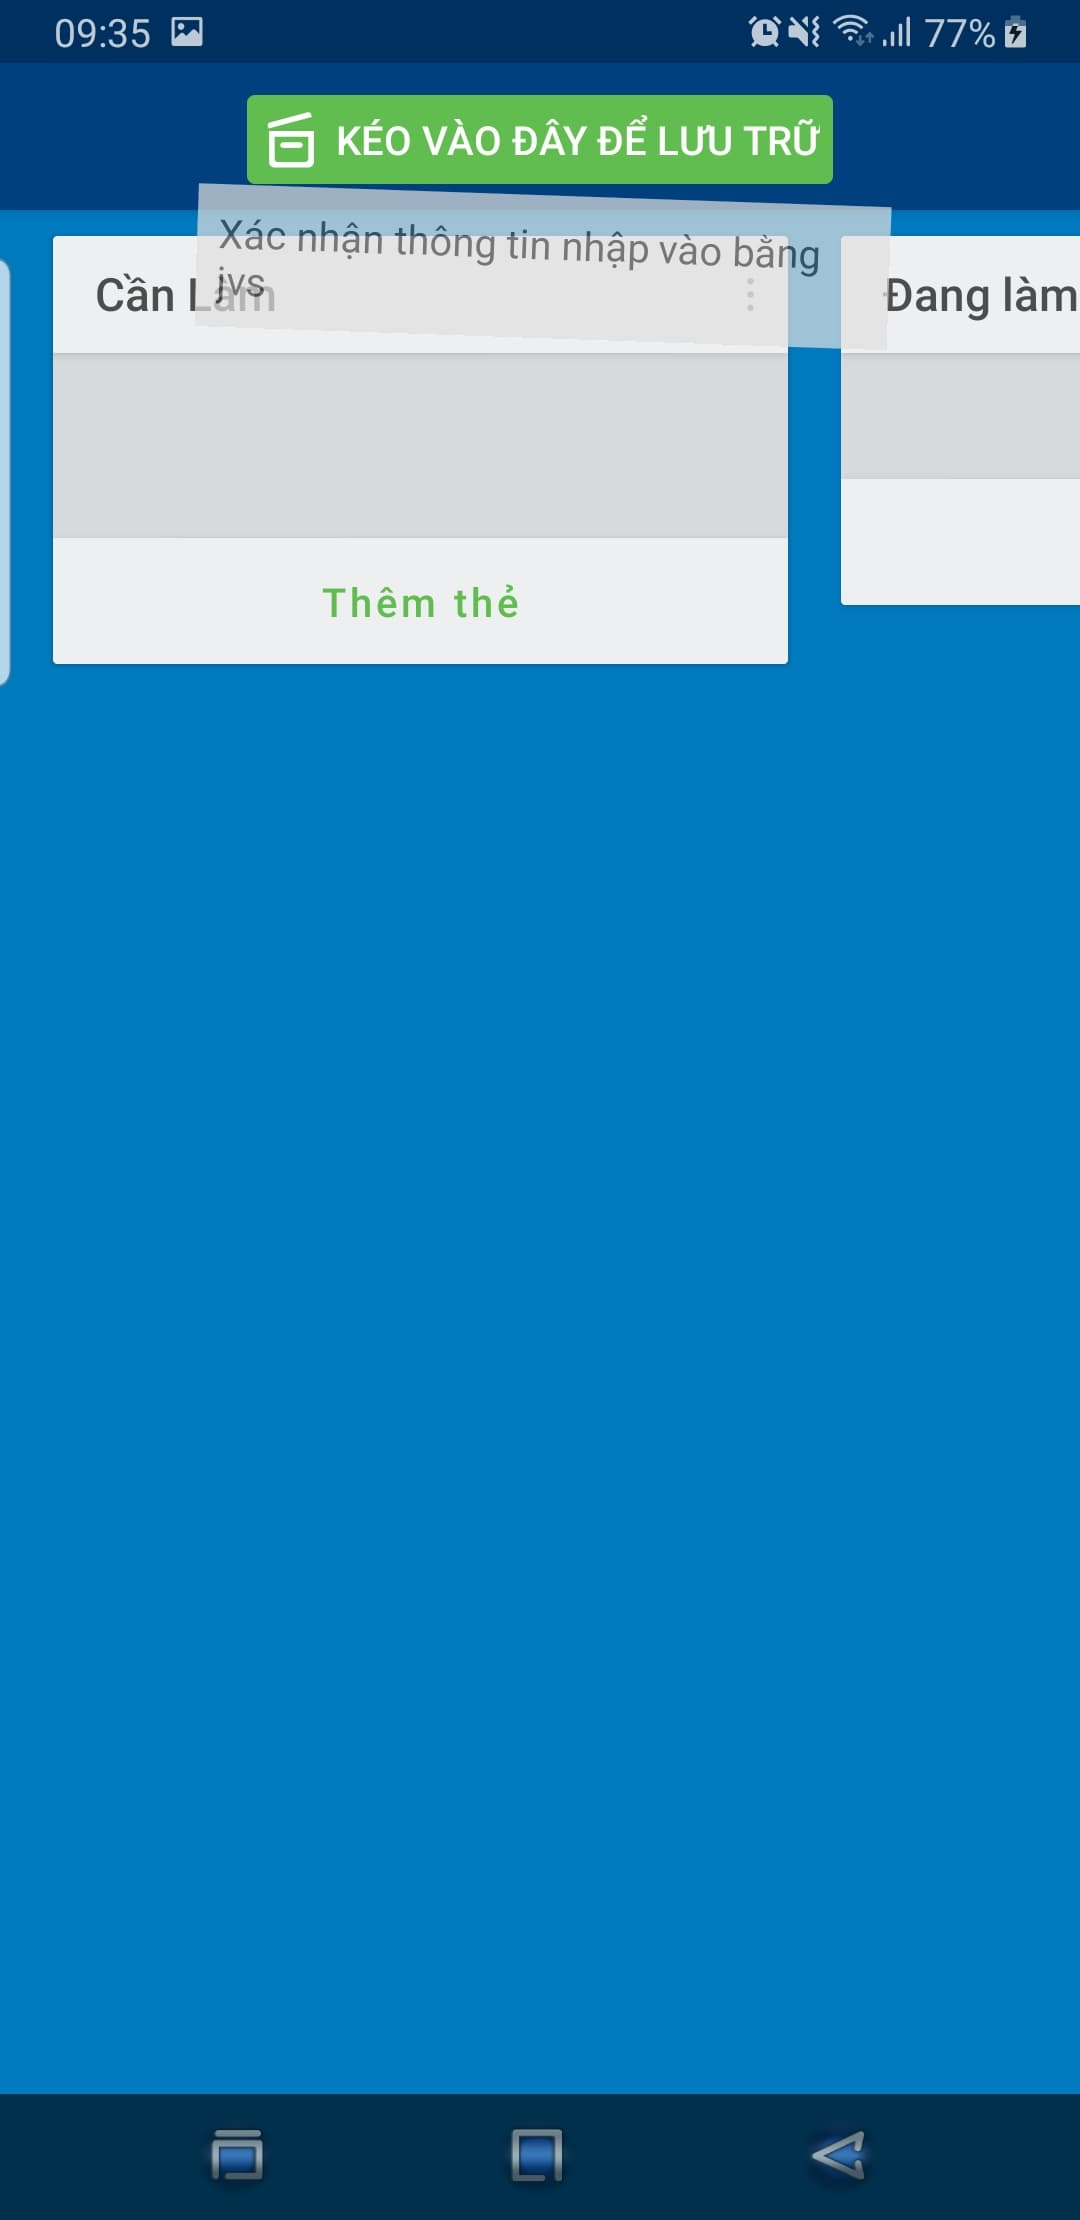 09:35 77%
KÉO VÀO ĐÂY ĐỂ LƯU TRỮ
Xác nhận thông tin nhập vào bằng
jvs
Cần Làm
Đang làm
Thêm thẻ